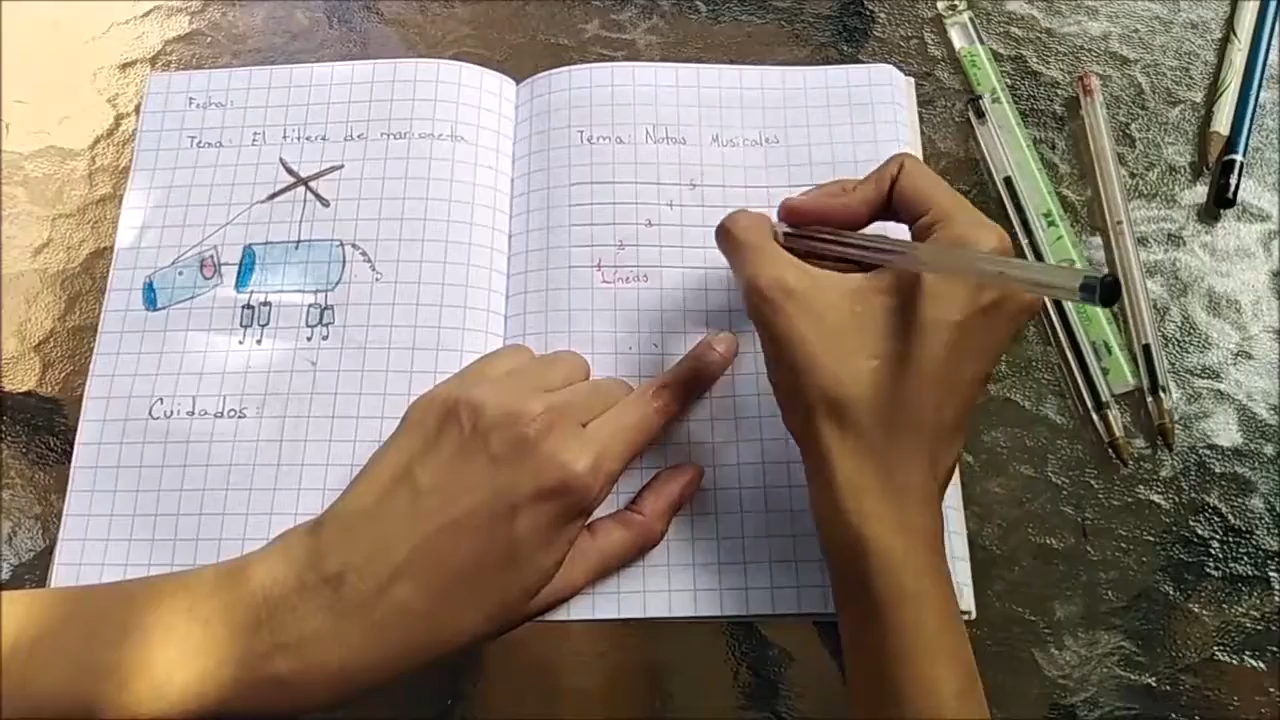 Fecha:
Tema: El títere de marioneta
Cuidados:
Tema: Notas Musicales
5
4
3
2
1
Líneas